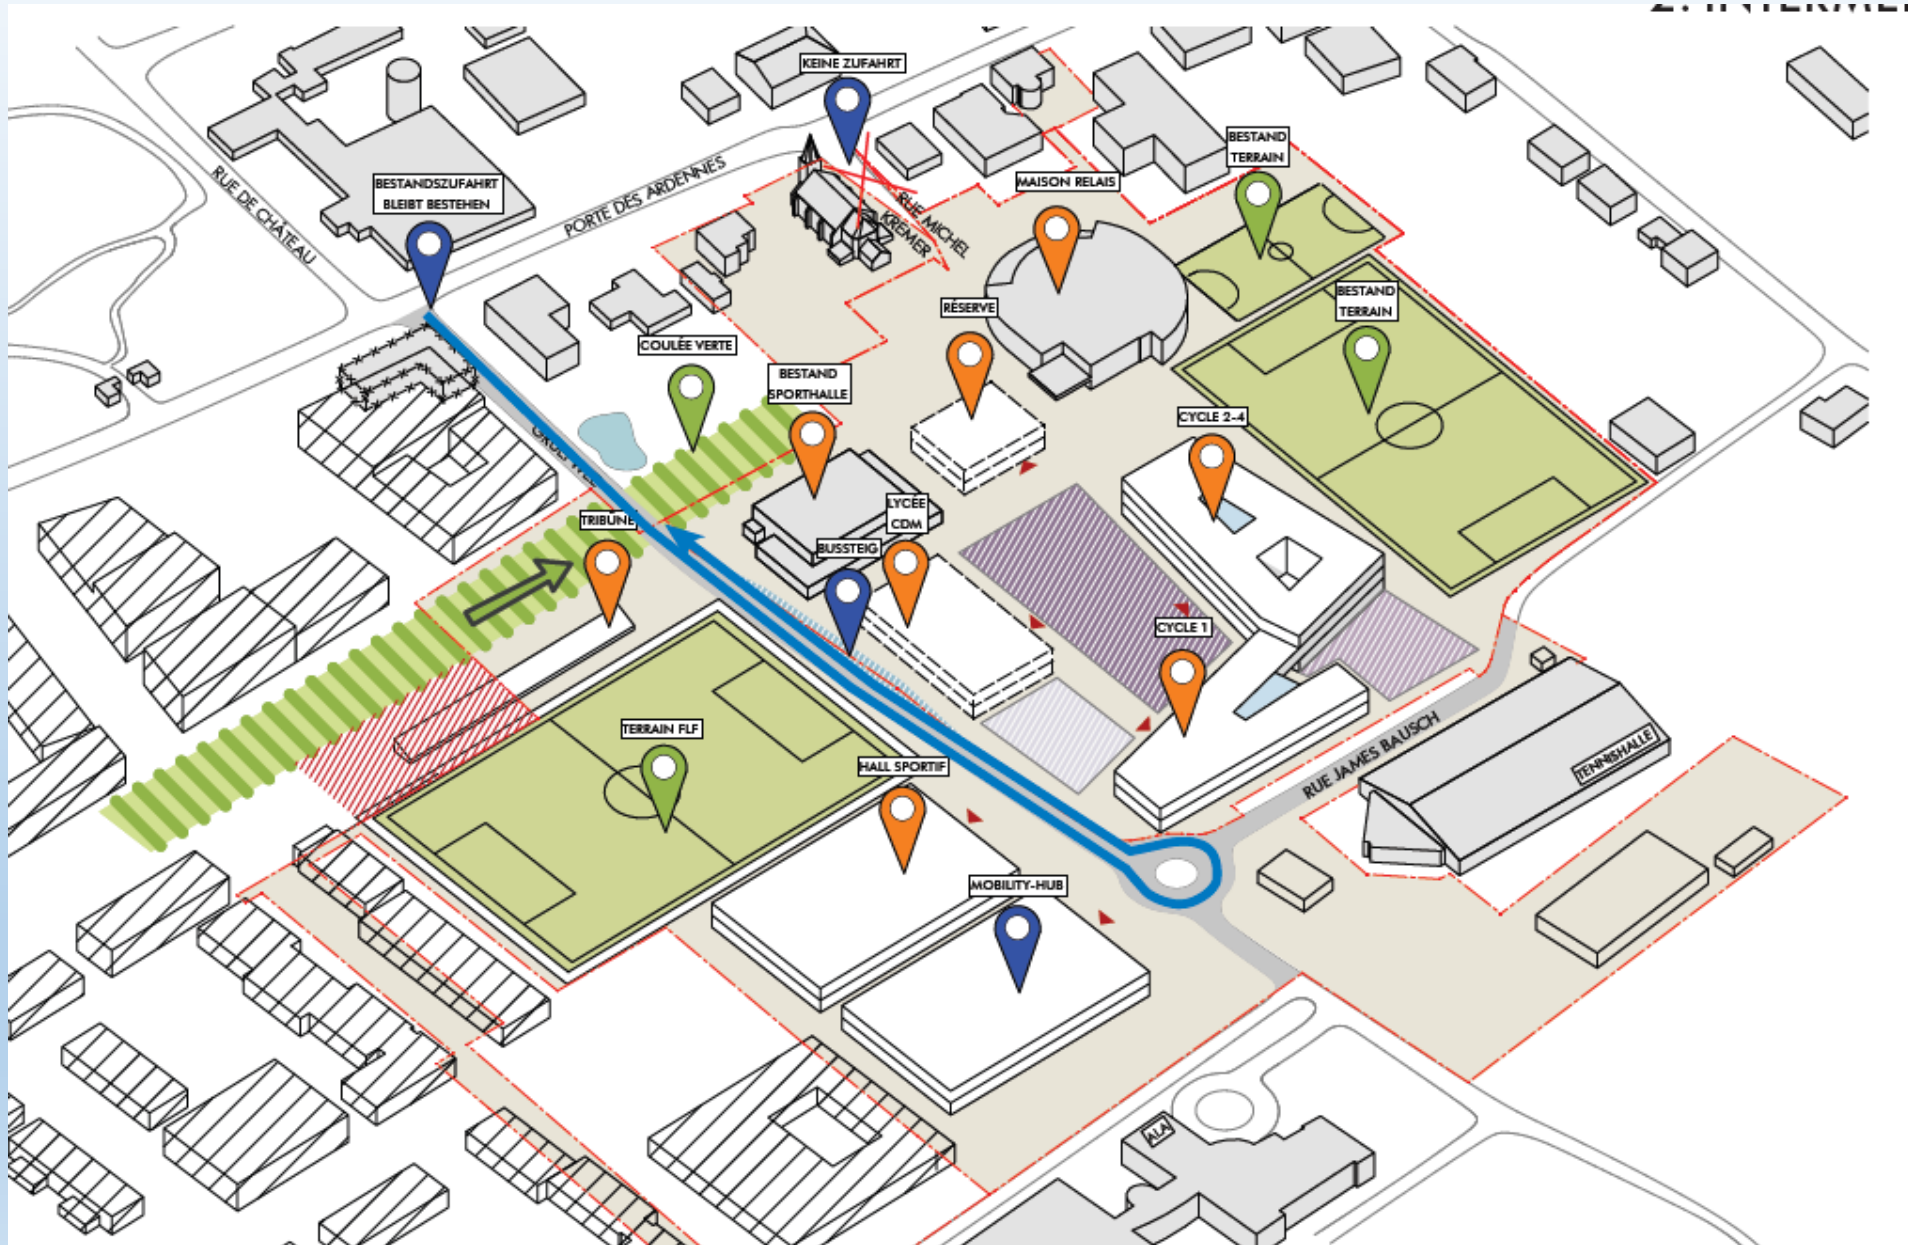 KEINE ZUFAHRT
BESTAND
TERRAIN
RUE DE CHÂTEAU
BESTANDSZUFAHRT
BLEIBT BESTEHEN
PORTE DES ARDENNES
MAISON RELAIS
RUE MICHEL
KREMER
RÉSERVE
BESTAND
TERRAIN
COULÉE VERTE
BESTAND
SPORTHALLE
CYCLE 2-4
TRIBÜNE
LYCÉE
CDM
BUSSTEIG
CYCLE 1
TERRAIN FLF
HALL SPORTIF
RUE JAMES BAUSCH
TENNISHALLE
MOBILITY-HUB
ALA